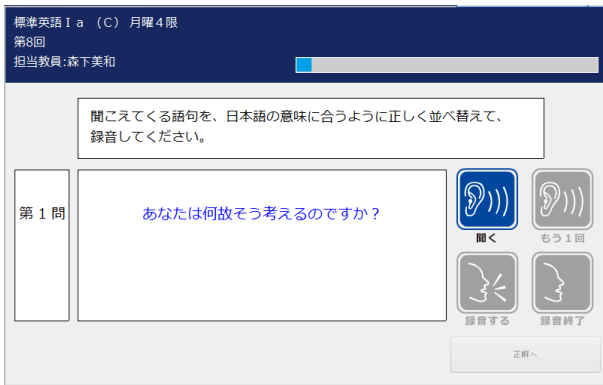 標準英語Ⅰa （C） 月曜４限
第8回
担当教員:森下美和
聞こえてくる語句を、日本語の意味に合うように正しく並べ替えて、
録音してください。
第１問
あなたは何故そう考えるのですか？
聞く
もう１回
録音する
録音終了
正解へ